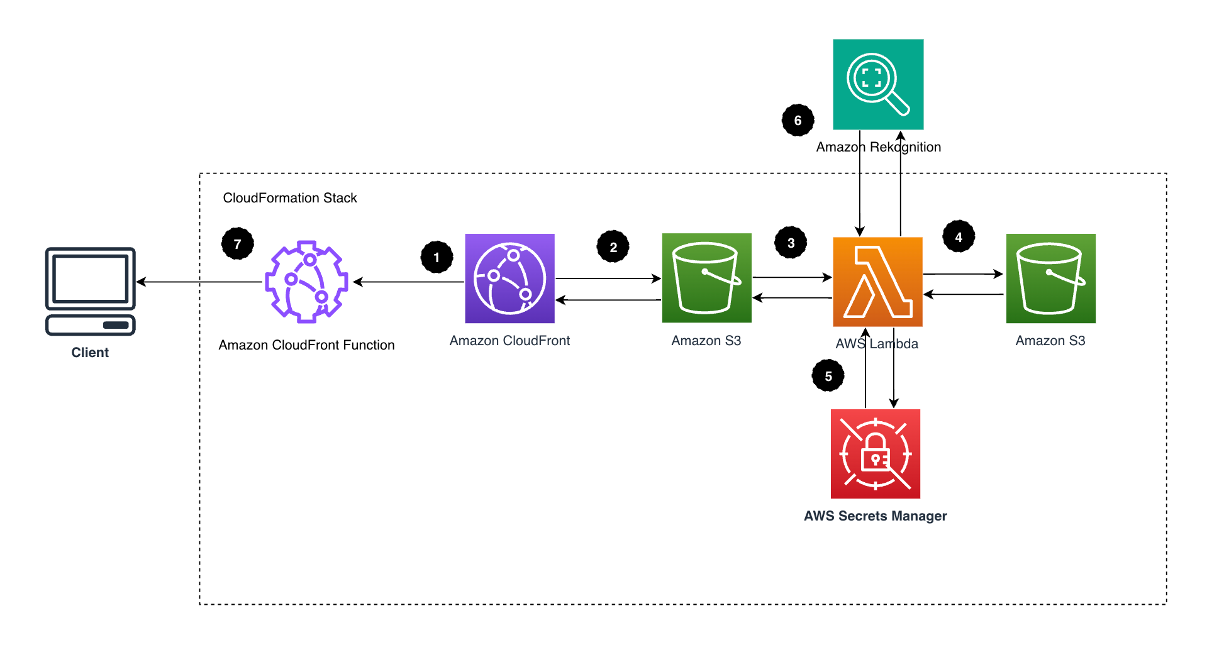 6
Amazon Rekognition
CloudFormation Stack
7
1
2
3
4
Client
Amazon CloudFront Function
Amazon CloudFront
Amazon S3
AWS Lambda
Amazon S3
5
AWS Secrets Manager